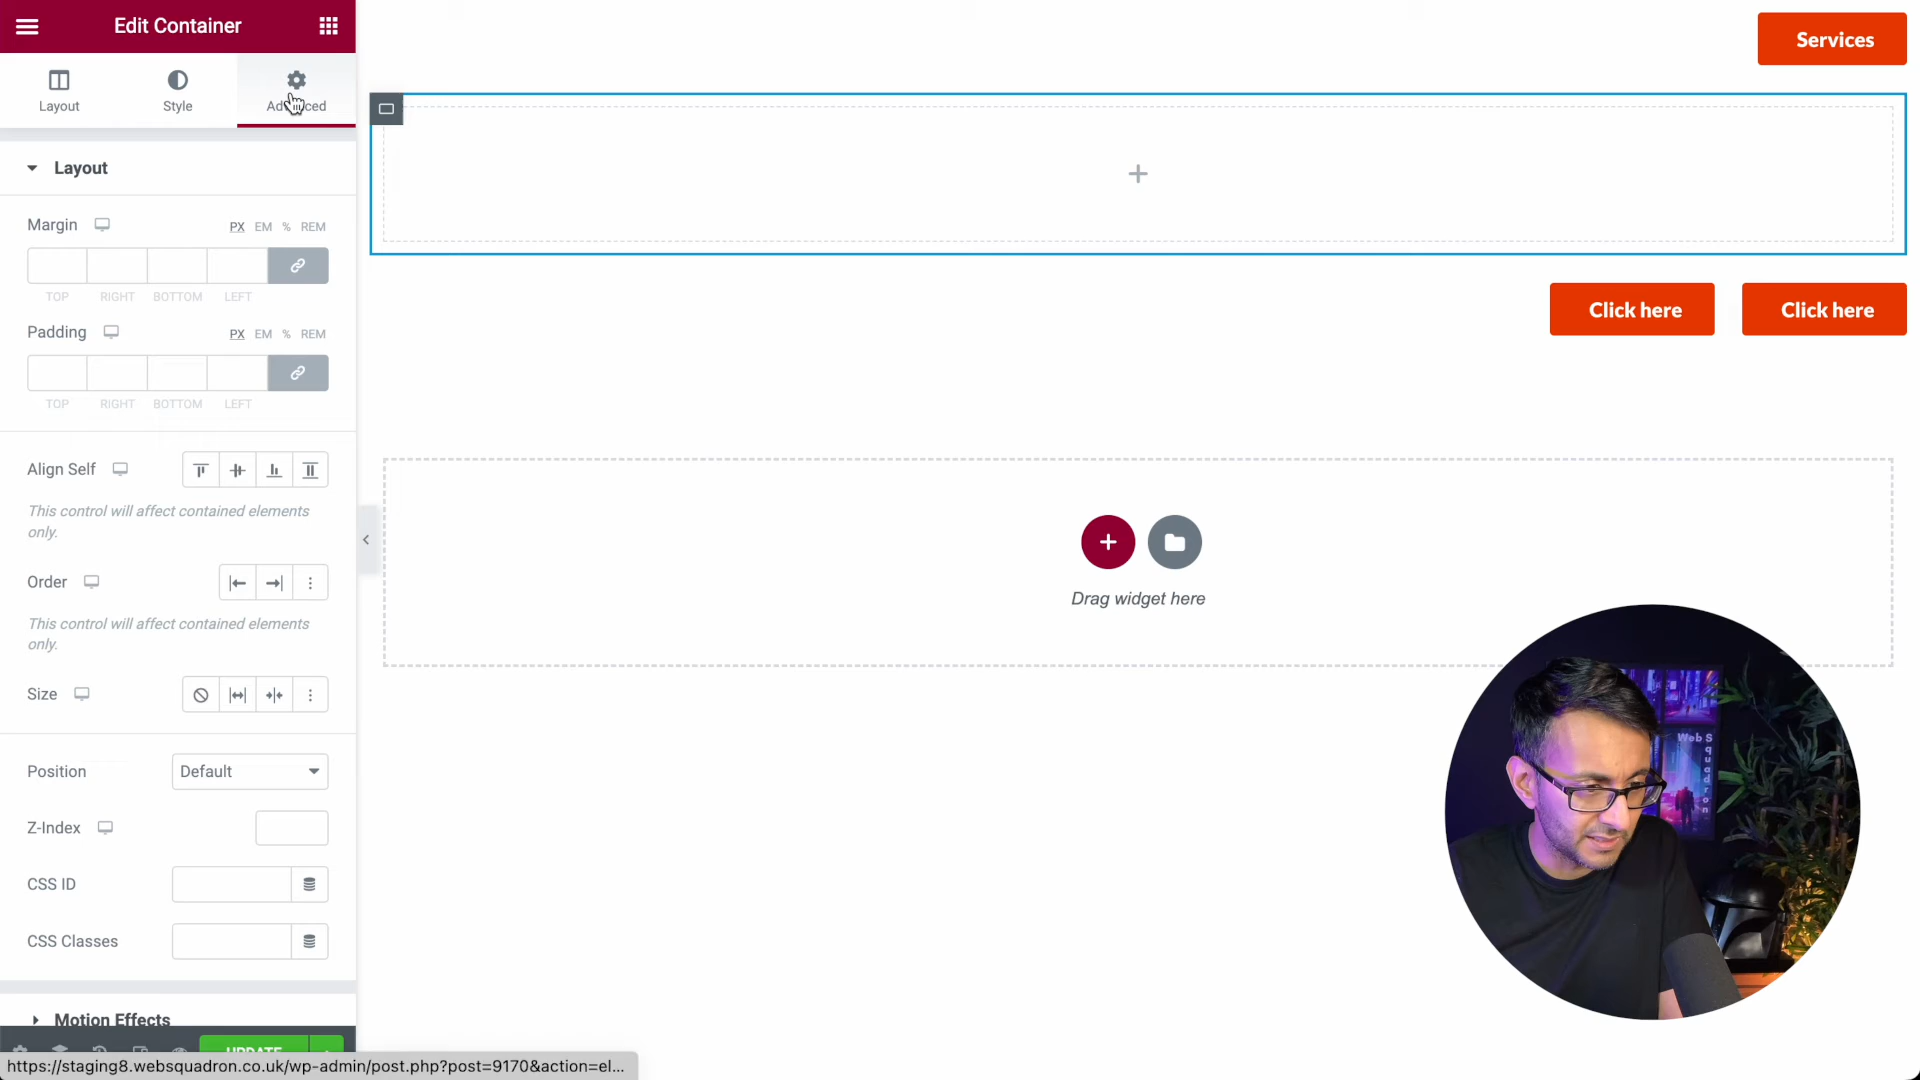 Edit Container
Services
Layout
Style
Advanced
Layout
Margin
PX EM % REM
TOP RIGHT BOTTOM LEFT
Click here
Click here
Padding
PX EM % REM
TOP RIGHT BOTTOM LEFT
Align Self
This control will affect contained elements
only.
Order
Drag widget here
This control will affect contained elements
only.
Size
Web S
q
u
a
d
r
o
n
Position
Default
Z-Index
CSS ID
CSS Classes
Motion Effects
UPDATE
https://staging8.websquadron.co.uk/wp-admin/post.php?post=9170&action=el...